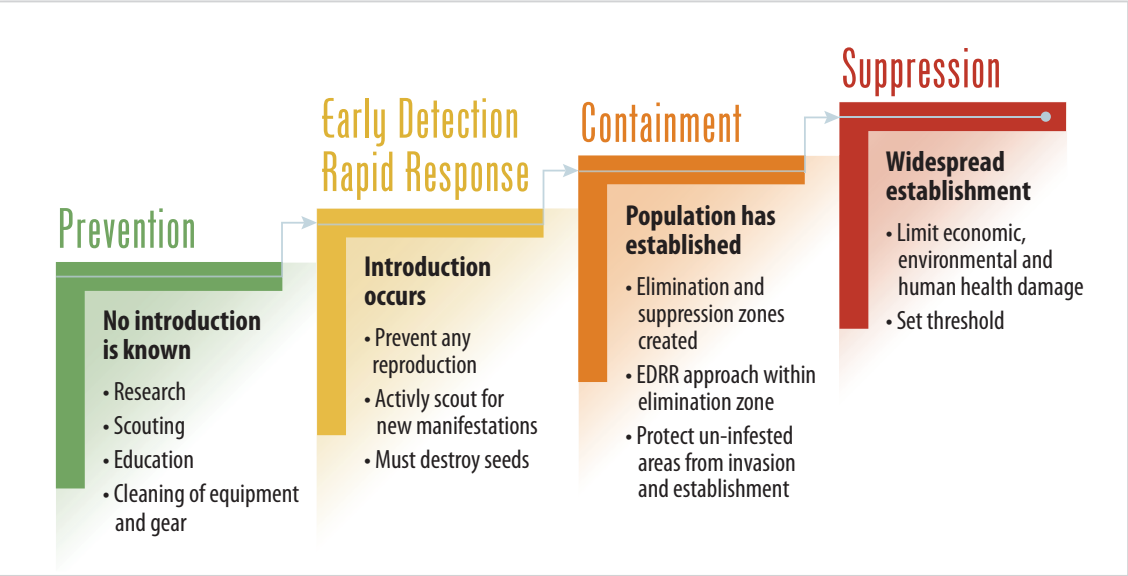 Prevention
No introduction
is known
• Research
• Scouting
• Education
• Cleaning of equipment
and gear
Early Detection
Rapid Response
Introduction
occurs
• Prevent any
reproduction
• Activly scout for
new manifestations
• Must destroy seeds
Containment
Population has
established
• Elimination and
suppression zones
created
• EDRR approach within
elimination zone
• Protect un-infested
areas from invasion
and establishment
Suppression
Widespread
establishment
• Limit economic,
environmental and
human health damage
• Set threshold